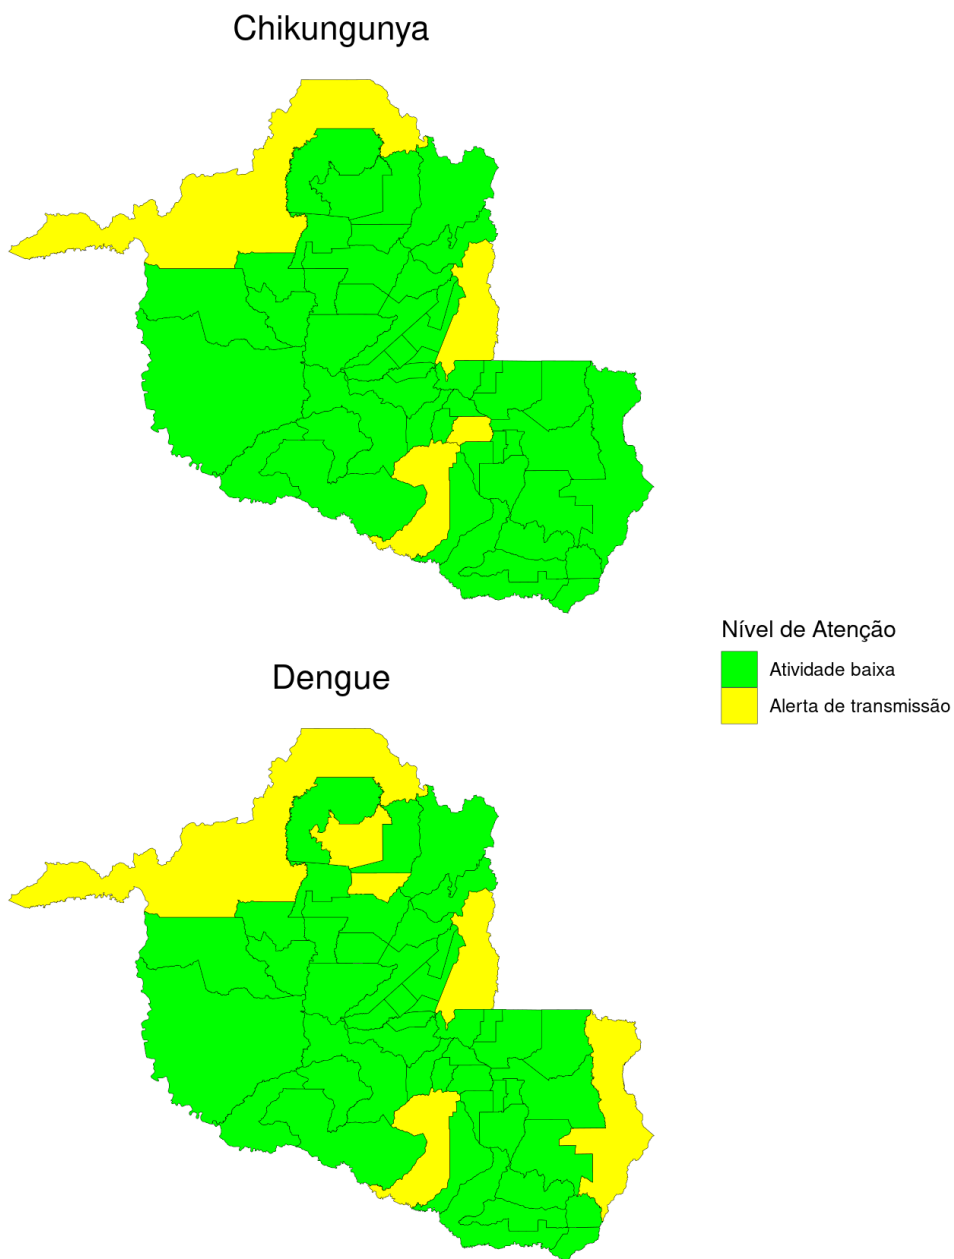 Chikungunya
Nível de Atenção
Atividade baixa
Alerta de transmissão
Dengue